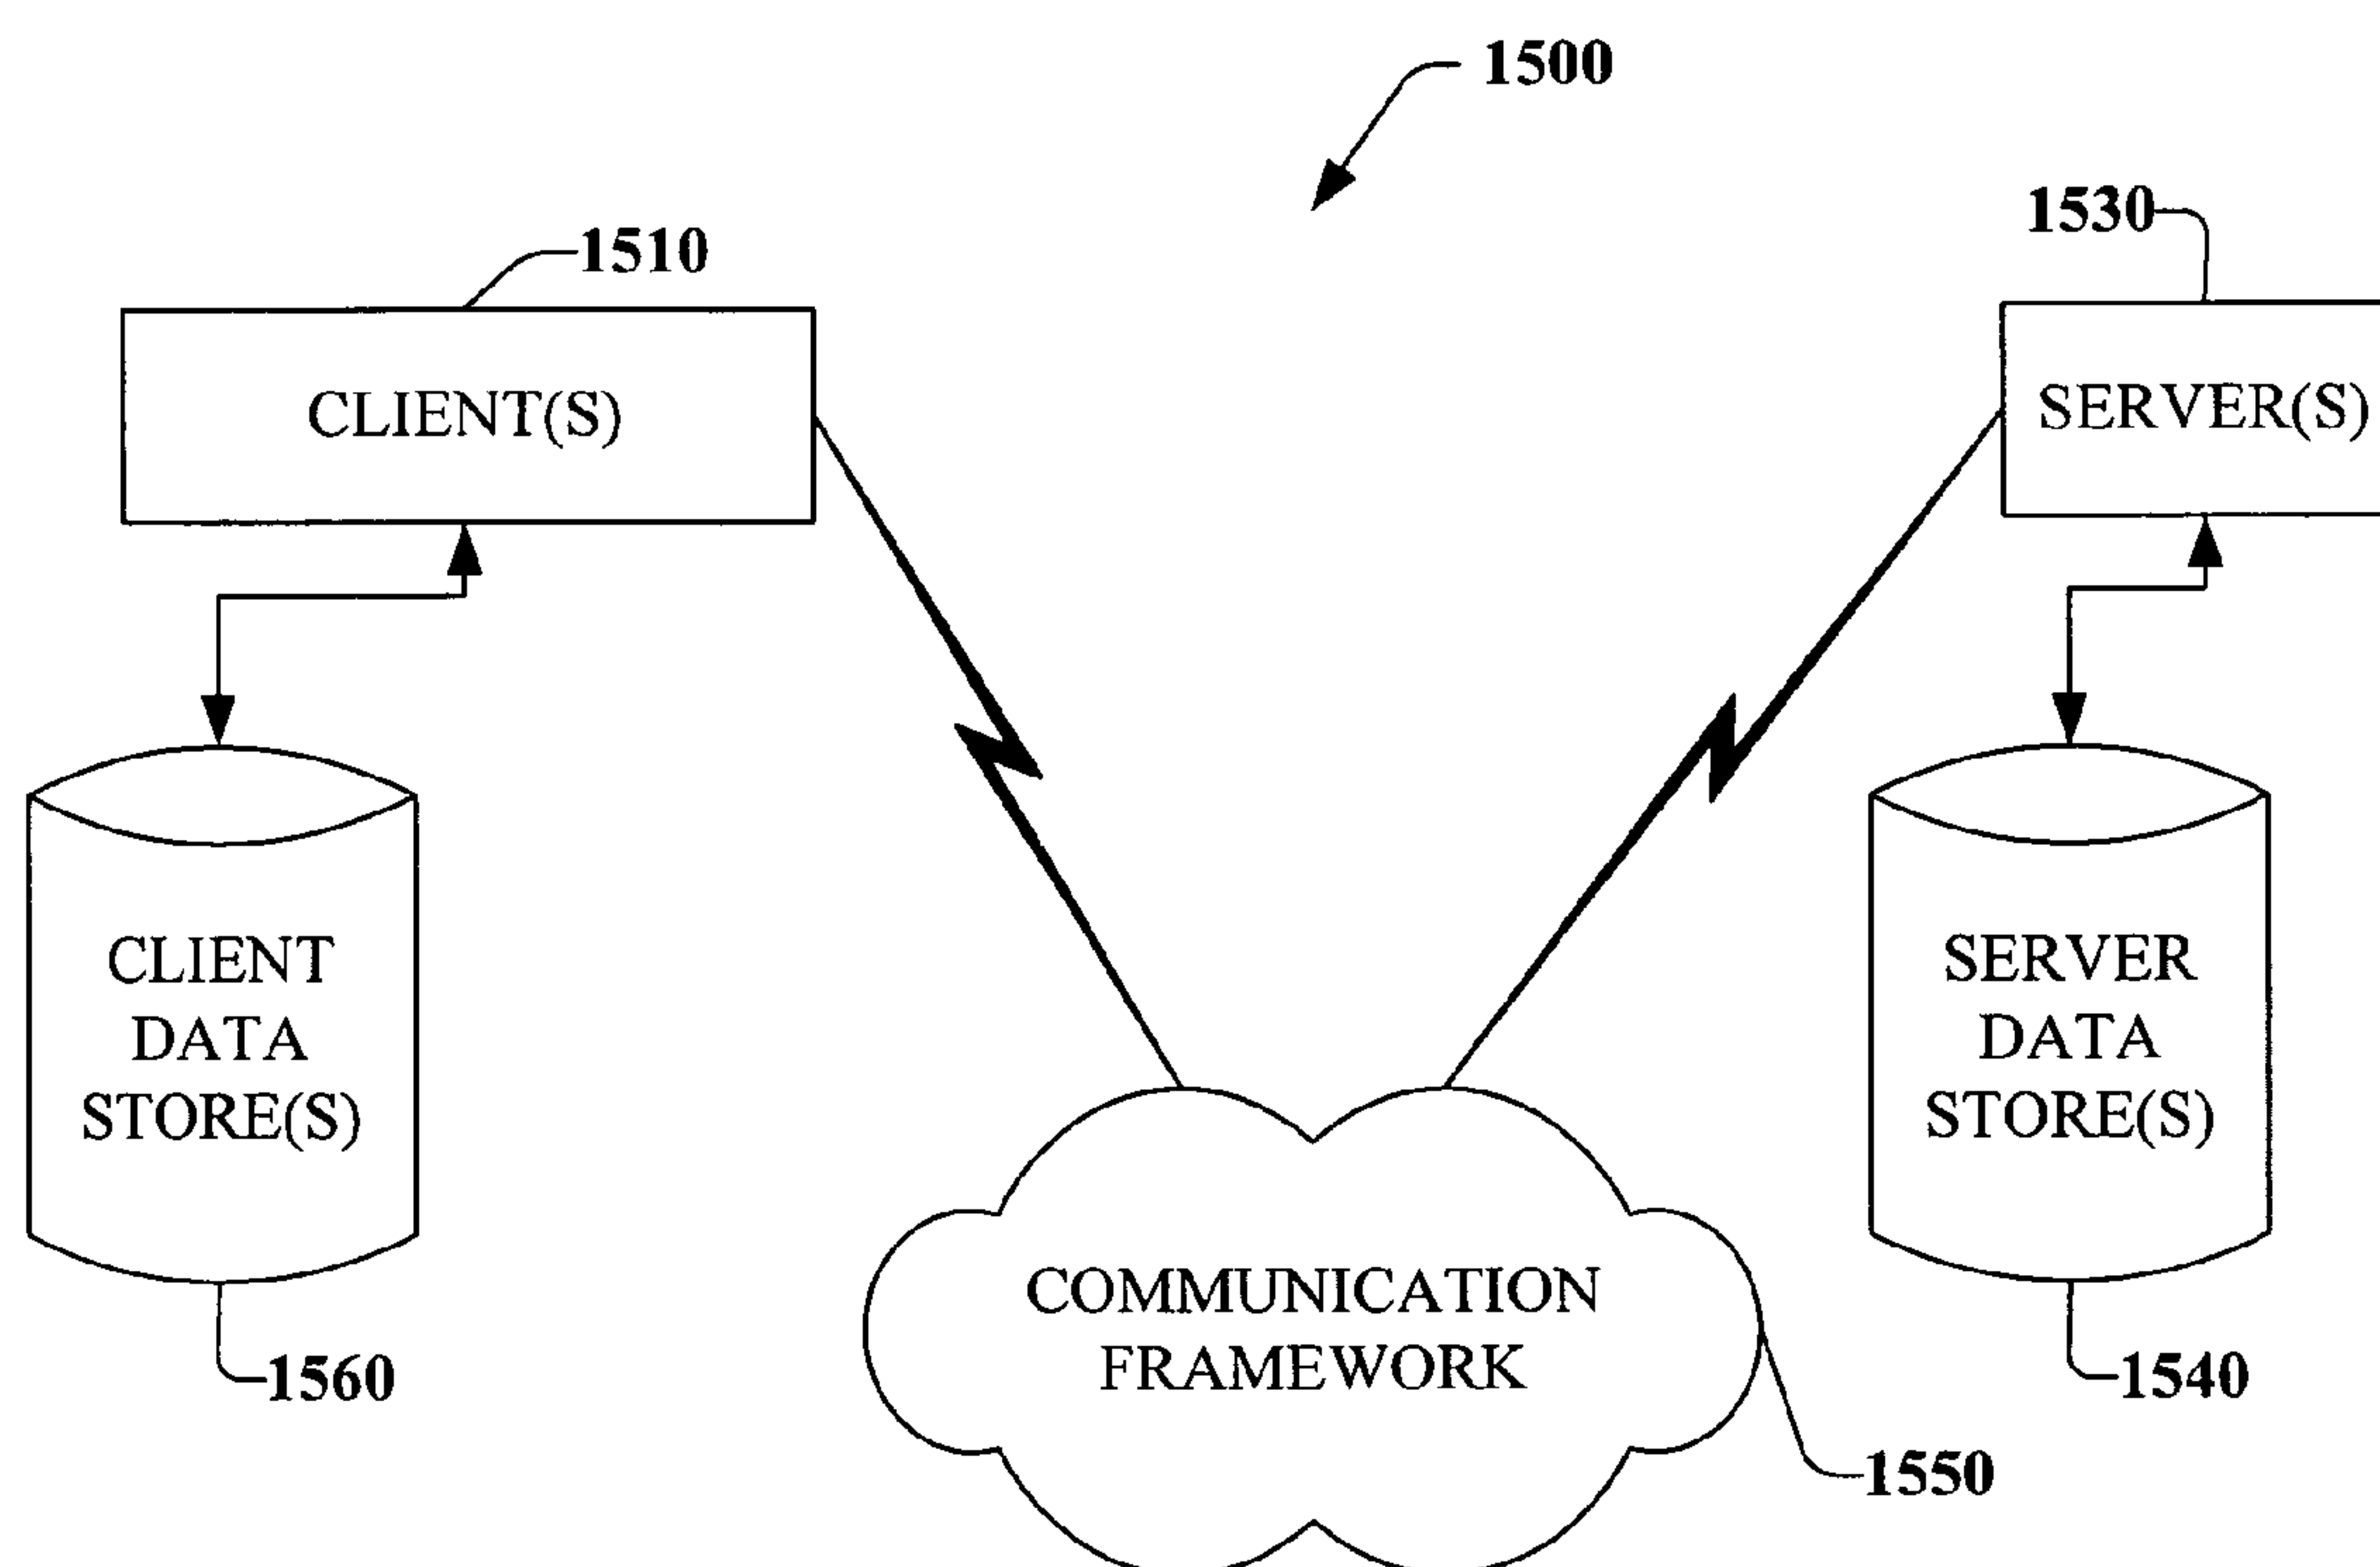 1500
1530
1510
CLIENT(S)
SERVER(S)
CLIENT
DATA
STORE(S)
SERVER
DATA
STORE(S)
COMMUNICATION
FRAMEWORK
1560
1540
1550